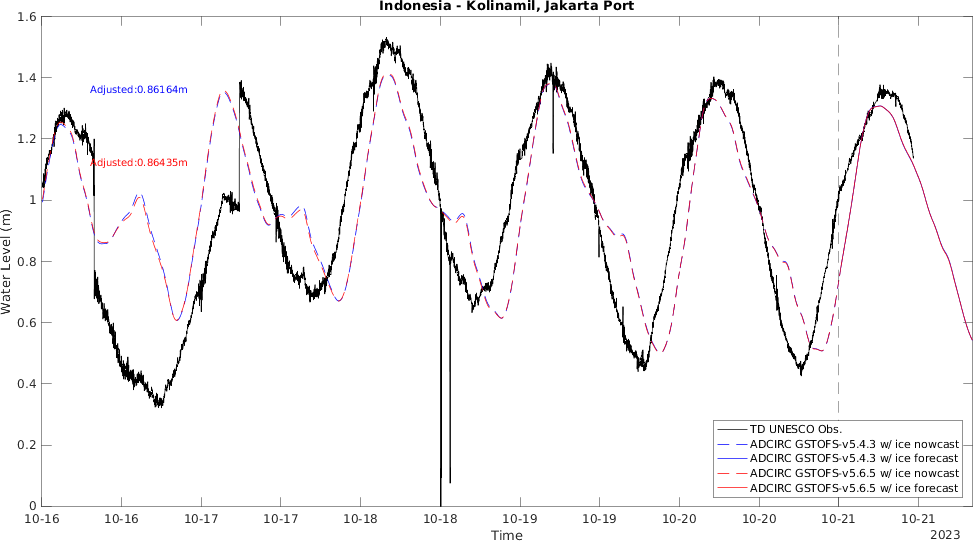 Indonesia - Kolinamil, Jakarta Port
1.6
1.4
1.2
1
0.8
0.6
0.4
0.2
0
Water Level (m)
Adjusted:0.86164m
Adjusted:0.86435m
TD UNESCO Obs.
ADCIRC GSTOFS-v5.4.3 w/ ice nowcast
ADCIRC GSTOFS-v5.4.3 w/ ice forecast
ADCIRC GSTOFS-v5.6.5 w/ ice nowcast
ADCIRC GSTOFS-v5.6.5 w/ ice forecast
10-16 10-16 10-17 10-17 10-18 10-18 10-19 10-19 10-20 10-20 10-21 10-21
Time
2023